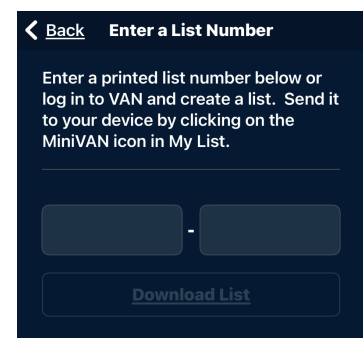 Back Enter a List Number
Enter a printed list number below or
log in to VAN and create a list. Send it
to your device by clicking on the
MiniVAN icon in My List.
-
Download List